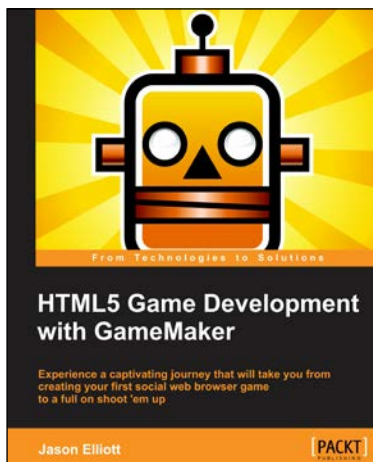 From Technologies to Solutions
HTML5 Game Development
with GameMaker
Experience a captivating journey that will take you from
creating your first social web browser game
to a full on shoot 'em up
Jason Elliott
[PACKT]
PUBLISHING